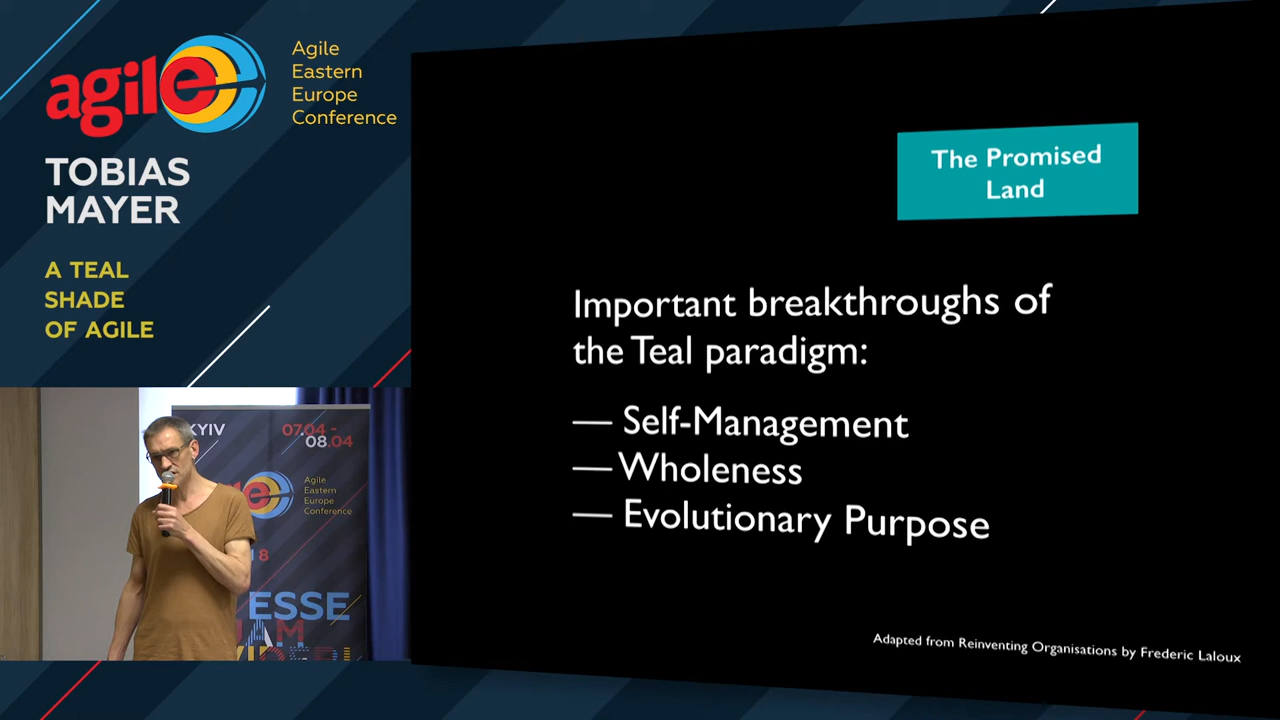 agile
Agile
Eastern
Europe
Conference
TOBIAS
MAYER
A TEAL
SHADE
OF AGILE
The Promised
Land
Important breakthroughs of
the Teal paradigm:
— Self-Management
— Wholeness
— Evolutionary Purpose
Adapted from Reinventing Organisations by Frederic Laloux
KYIV
07.04 -
08.04
Agile
Eastern
Europe
Conference
8
ESSE